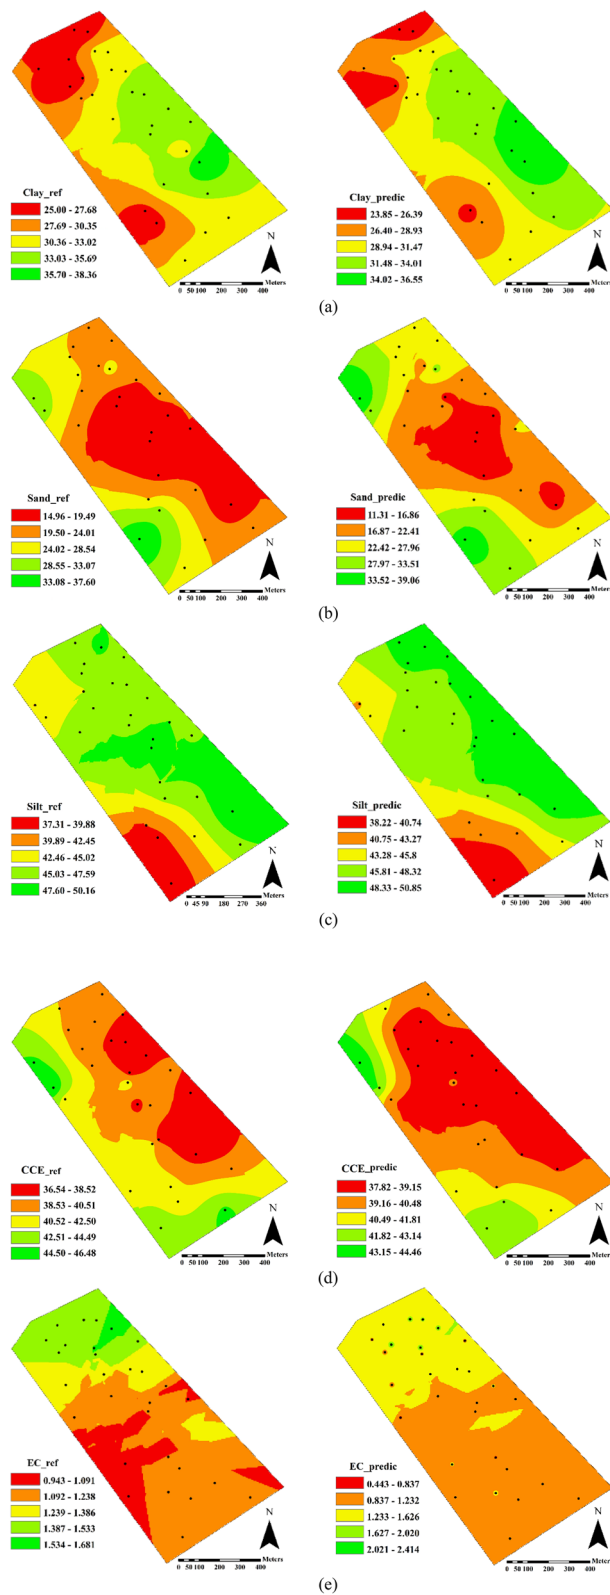 Clay_ref
25.00 - 27.68
27.69 - 30.35
30.36 - 33.02
33.03 - 35.69
35.70 - 38.36
N
Meters
0 50 100 200 300 400
Clay_predic
23.85 - 26.39
26.40 - 28.93
28.94 - 31.47
31.48 - 34.01
34.02 - 36.55
N
Meters
0 50 100 200 300 400
(a)
Sand_ref
14.96 - 19.49
19.50 - 24.01
24.02 - 28.54
28.55 - 33.07
33.08 - 37.60
N
Meters
0 50 100 200 300 400
Sand_predic
11.31 - 16.86
16.87 - 22.41
22.42 - 27.96
27.97 - 33.51
33.52 - 39.06
N
Meters
0 50 100 200 300 400
(b)
Silt_ref
37.31 - 39.88
39.89 - 42.45
42.46 - 45.02
45.03 - 47.59
47.60 - 50.16
N
Meters
0 45 90 180 270 360
Silt_predic
38.22 - 40.74
40.75 - 43.27
43.28 - 45.8
45.81 - 48.32
48.33 - 50.85
N
Meters
0 50 100 200 300 400
(c)
CCE_ref
36.54 - 38.52
38.53 - 40.51
40.52 - 42.50
42.51 - 44.49
44.50 - 46.48
N
Meters
0 50 100 200 300 400
CCE_predic
37.82 - 39.15
39.16 - 40.48
40.49 - 41.81
41.82 - 43.14
43.15 - 44.46
N
Meters
0 50 100 200 300 400
(d)
EC_ref
0.943 - 1.091
1.092 - 1.238
1.239 - 1.386
1.387 - 1.533
1.534 - 1.681
N
Meters
0 50 100 200 300 400
EC_predic
0.443 - 0.837
0.837 - 1.232
1.233 - 1.626
1.627 - 2.020
2.021 - 2.414
N
Meters
0 50 100 200 300 400
(e)